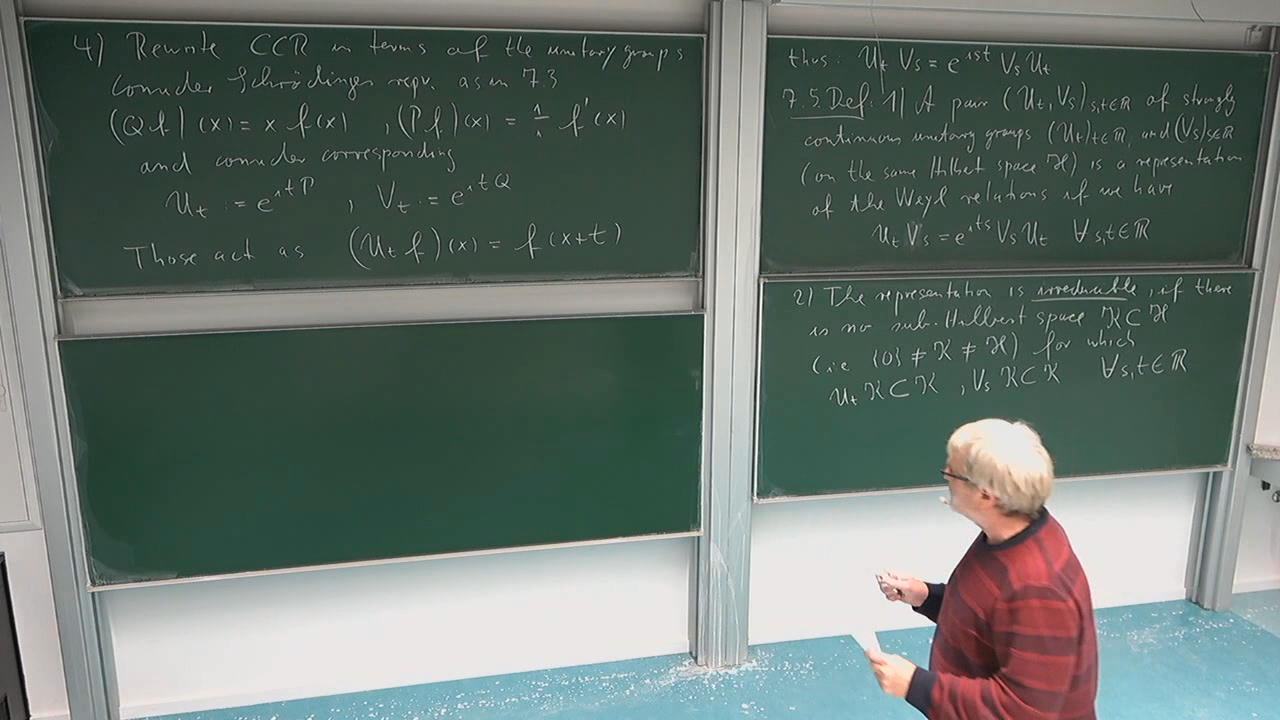 4) Rewrite CCR in terms of the unitary groups
consider Schrödinger repr. as in 7.3
(Qf)(x) = x f(x) , (Pf)(x) = 1/i f'(x)
and consider corresponding
U_t := e^{itP} , V_t := e^{itQ}
Those act as (U_t f)(x) = f(x+t)
thus: U_t V_s = e^{ist} V_s U_t
7.5 Def: 1) A pair (U_t, V_s)_{s,t∈ℝ} of strongly
continuous unitary groups (U_t)_{t∈ℝ} and (V_s)_{s∈ℝ}
(on the same Hilbert space ℋ) is a representation
of the Weyl relations if we have
U_t V_s = e^{its} V_s U_t ∀ s,t∈ℝ
2) The representation is irreducible, if there
is no sub-Hilbert space 𝒦 ⊂ ℋ
(i.e. {0} ≠ 𝒦 ≠ ℋ) for which
U_t 𝒦 ⊂ 𝒦 , V_s 𝒦 ⊂ 𝒦 ∀ s,t ∈ ℝ